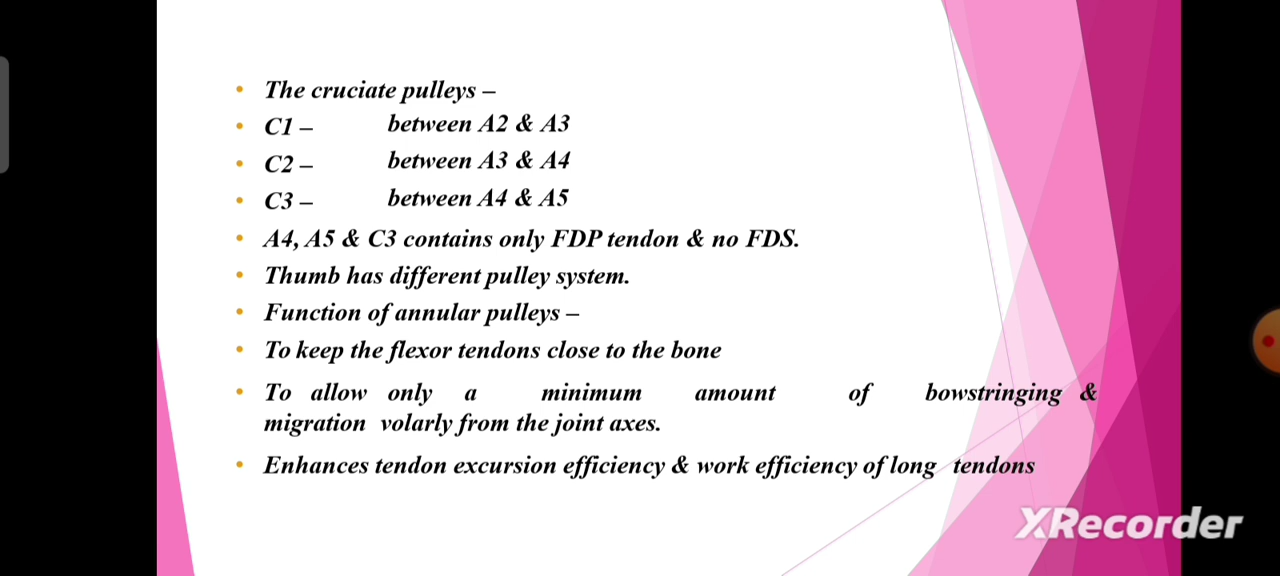 • The cruciate pulleys –
• C1 – between A2 & A3
• C2 – between A3 & A4
• C3 – between A4 & A5
• A4, A5 & C3 contains only FDP tendon & no FDS.
• Thumb has different pulley system.
• Function of annular pulleys –
• To keep the flexor tendons close to the bone
• To allow only a minimum amount of bowstringing &
migration volarly from the joint axes.
• Enhances tendon excursion efficiency & work efficiency of long tendons
XRecorder